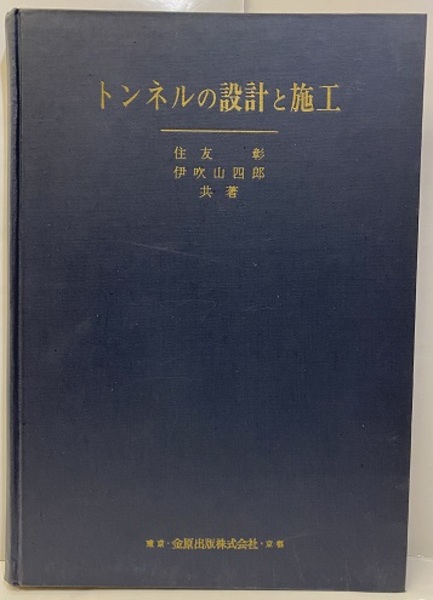 トンネルの設計と施工
住友 彰
伊吹山四郎
共著
東京・金原出版株式会社・京都